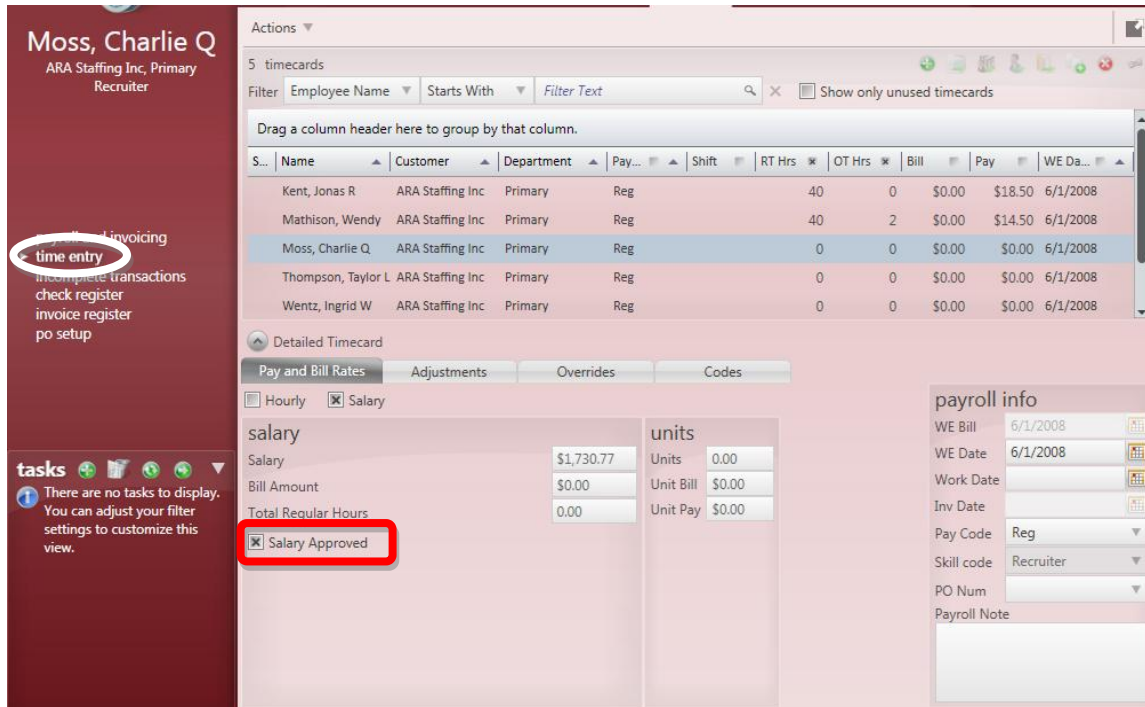 Moss, Charlie Q
ARA Staffing Inc, Primary
Recruiter
payroll and invoicing
time entry
incomplete transactions
check register
invoice register
po setup
tasks
There are no tasks to display.
You can adjust your filter
settings to customize this
view.
Actions
5 timecards
Filter Employee Name Starts With Filter Text Show only unused timecards
Drag a column header here to group by that column.
S... Name Customer Department Pay... Shift RT Hrs OT Hrs Bill Pay WE Da...
Kent, Jonas R ARA Staffing Inc Primary Reg 40 0 $0.00 $18.50 6/1/2008
Mathison, Wendy ARA Staffing Inc Primary Reg 40 2 $0.00 $14.50 6/1/2008
Moss, Charlie Q ARA Staffing Inc Primary Reg 0 0 $0.00 $0.00 6/1/2008
Thompson, Taylor L ARA Staffing Inc Primary Reg 0 0 $0.00 $0.00 6/1/2008
Wentz, Ingrid W ARA Staffing Inc Primary Reg 0 0 $0.00 $0.00 6/1/2008
Detailed Timecard
Pay and Bill Rates Adjustments Overrides Codes
Hourly Salary
salary
Salary $1,730.77
Bill Amount $0.00
Total Regular Hours 0.00
Salary Approved
units
Units 0.00
Unit Bill $0.00
Unit Pay $0.00
payroll info
WE Bill 6/1/2008
WE Date 6/1/2008
Work Date
Inv Date
Pay Code Reg
Skill code Recruiter
PO Num
Payroll Note